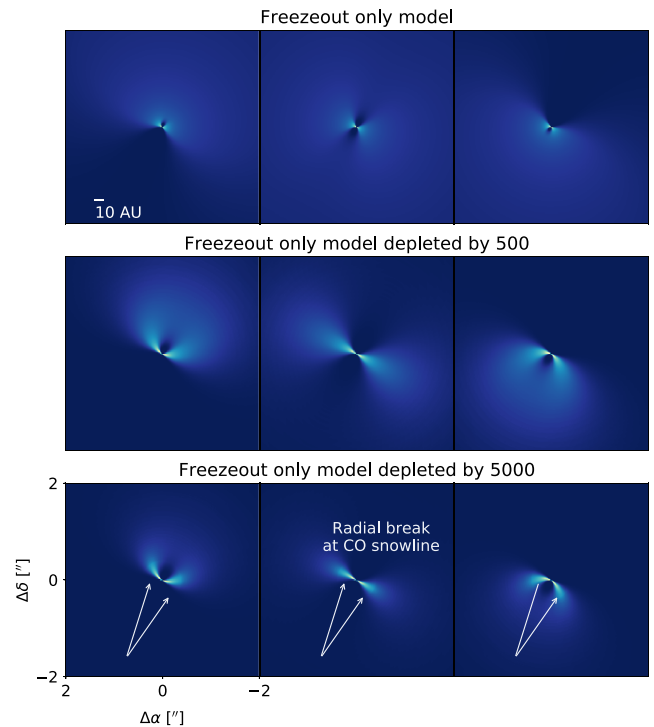 Freezeout only model
10 AU
Freezeout only model depleted by 500
Freezeout only model depleted by 5000
2
Radial break
at CO snowline
Δδ [″]
0
−2
2 0 −2
Δα [″]